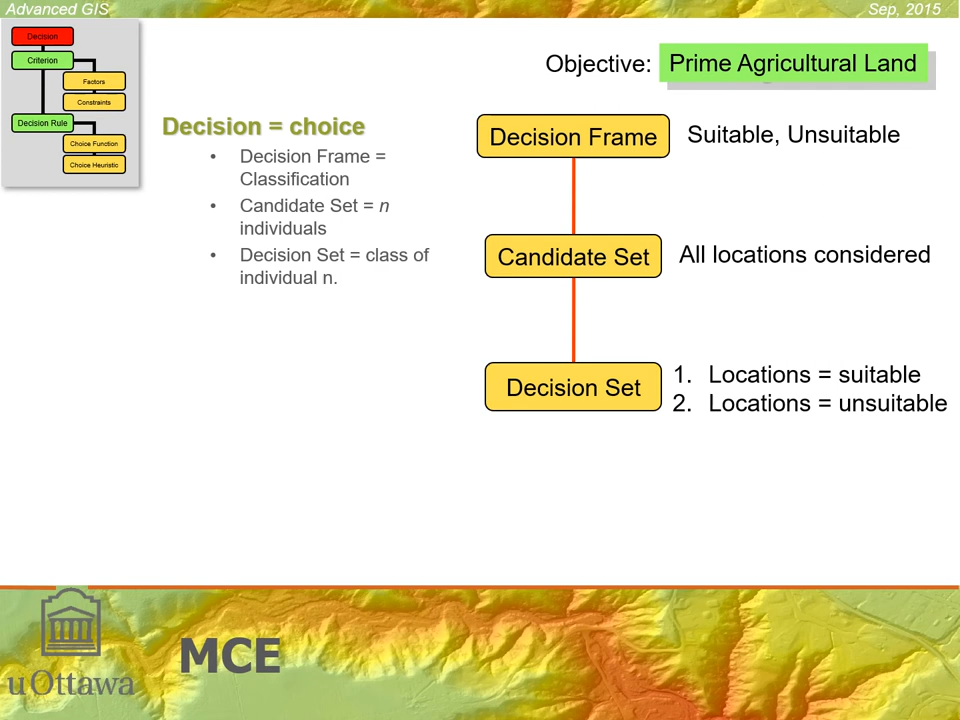 Advanced GIS
Sep, 2015
Decision
Criterion
Factors
Constraints
Decision Rule
Choice Function
Choice Heuristic
Objective:
Prime Agricultural Land
Decision = choice
• Decision Frame =
Classification
• Candidate Set = n
individuals
• Decision Set = class of
individual n.
Decision Frame
Suitable, Unsuitable
Candidate Set
All locations considered
Decision Set
1. Locations = suitable
2. Locations = unsuitable
uOttawa
MCE